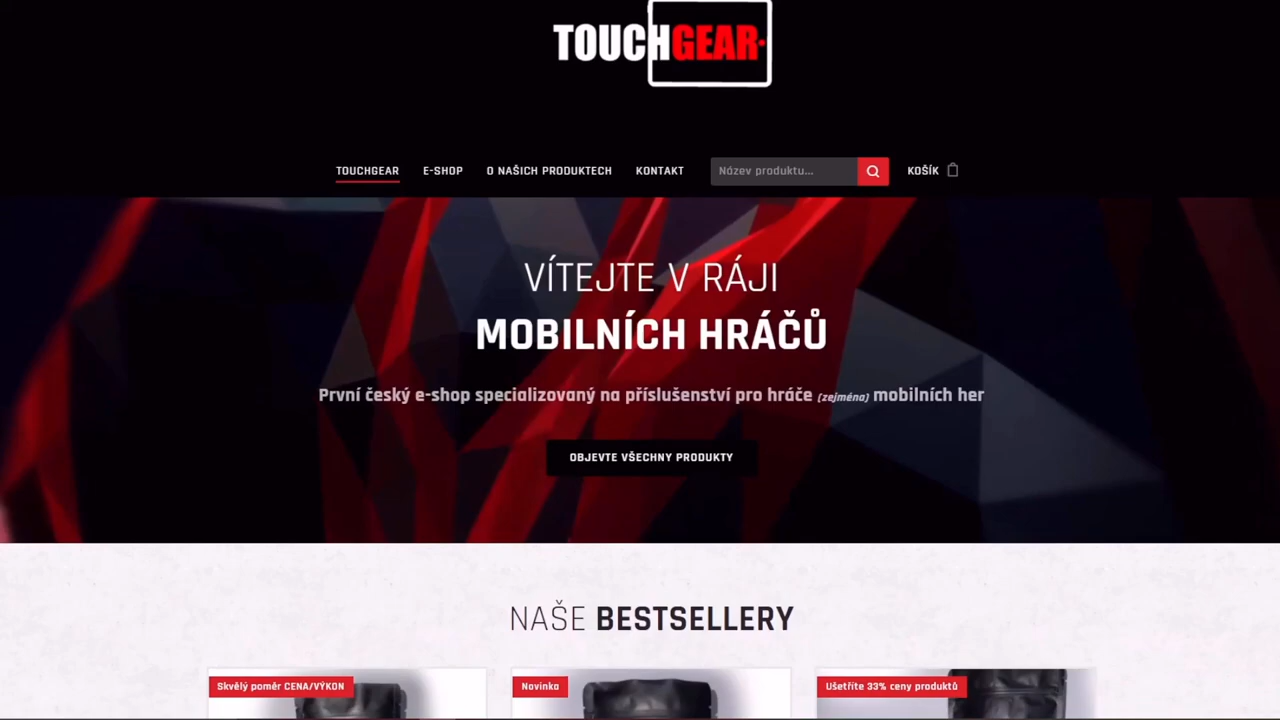 TOUCHGEAR
TOUCHGEAR E-SHOP O NAŠICH PRODUKTECH KONTAKT Název produktu... KOŠÍK
VÍTEJTE V RÁJI
MOBILNÍCH HRÁČŮ
První český e-shop specializovaný na příslušenství pro hráče (zejména) mobilních her
OBJEVTE VŠECHNY PRODUKTY
NAŠE BESTSELLERY
Skvělý poměr CENA/VÝKON Novinka Ušetříte 33% ceny produktů